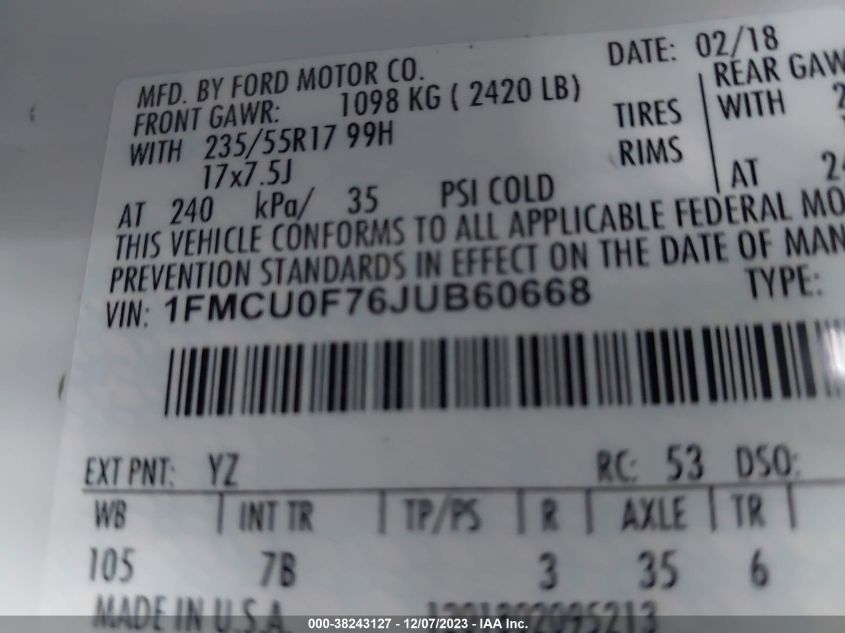 DATE: 02/18
MFD. BY FORD MOTOR CO.
FRONT GAWR: 1098 KG ( 2420 LB) REAR GAW
WITH 235/55R17 99H TIRES WITH 2
17x7.5J RIMS
AT 240 kPa/ 35 PSI COLD AT 24
THIS VEHICLE CONFORMS TO ALL APPLICABLE FEDERAL MO
PREVENTION STANDARDS IN EFFECT ON THE DATE OF MAN
VIN: 1FMCU0F76JUB60668 TYPE:
EXT PNT: YZ RC: 53 DSO:
WB INT TR TP/PS R AXLE TR
105 7B 3 35 6
MADE IN U.S.A.
000-38243127 - 12/07/2023 - IAA Inc.